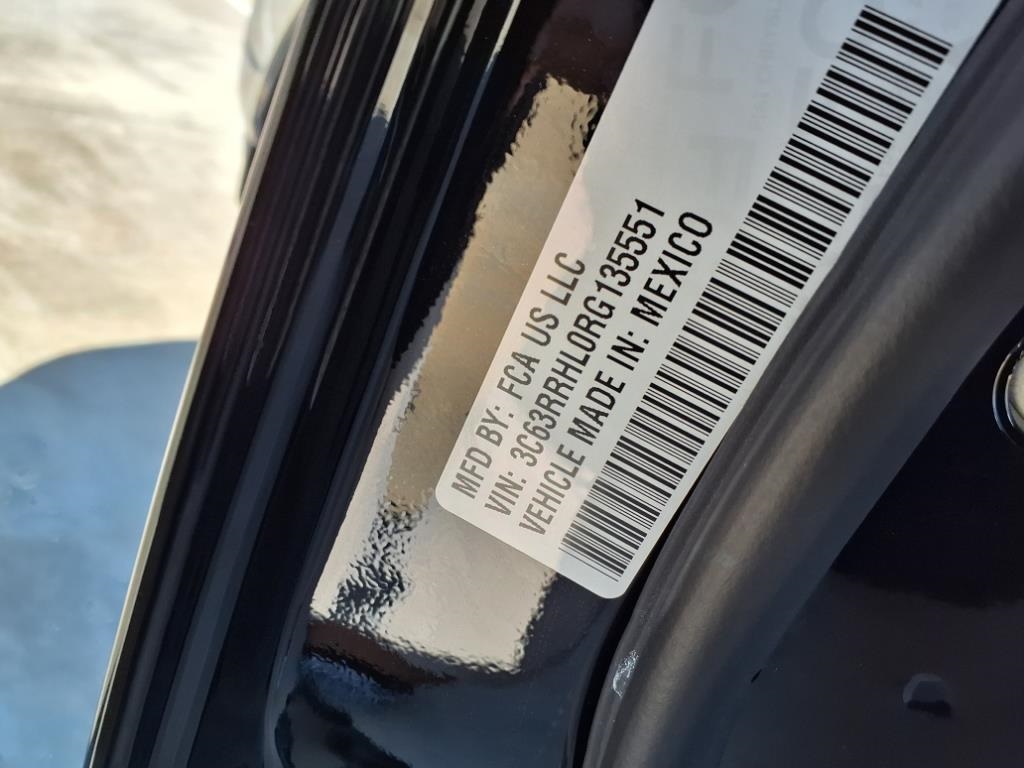 MFD BY: FCA US LLC
VIN: 3C63RRHL0RG135551
VEHICLE MADE IN: MEXICO